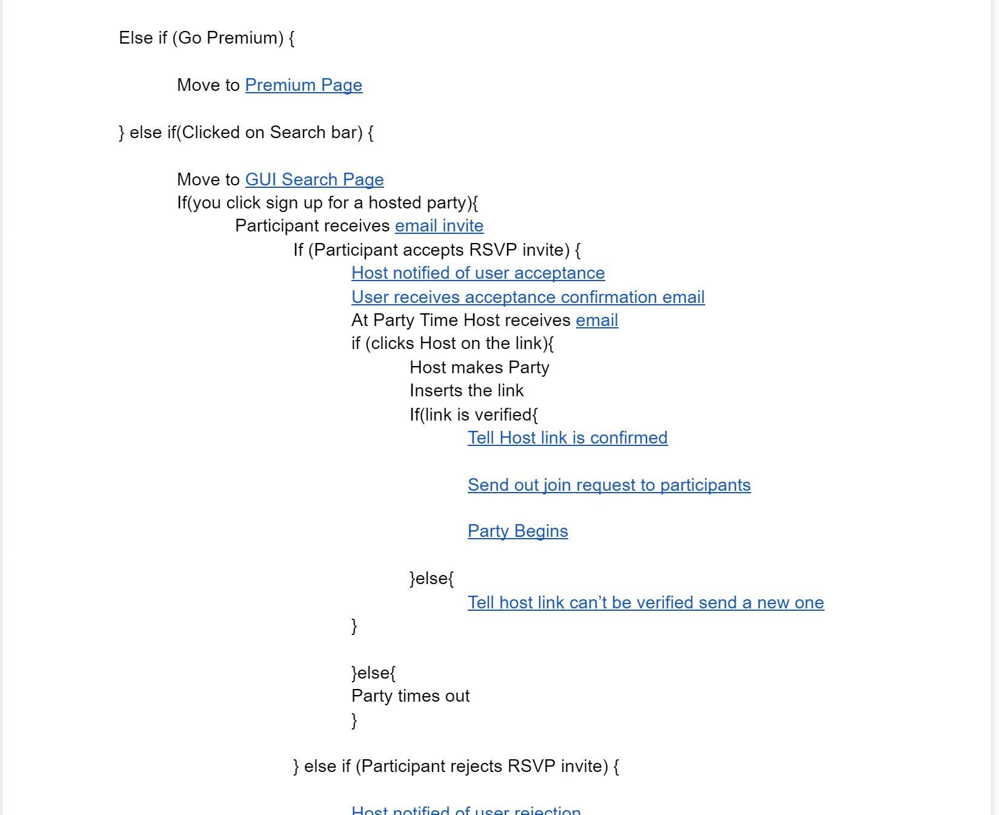 Else if (Go Premium) {
Move to Premium Page
} else if(Clicked on Search bar) {
Move to GUI Search Page
If(you click sign up for a hosted party){
Participant receives email invite
If (Participant accepts RSVP invite) {
Host notified of user acceptance
User receives acceptance confirmation email
At Party Time Host receives email
if (clicks Host on the link){
Host makes Party
Inserts the link
If(link is verified{
Tell Host link is confirmed
Send out join request to participants
Party Begins
}else{
Tell host link can’t be verified send a new one
}
}else{
Party times out
}
} else if (Participant rejects RSVP invite) {
Host notified of user rejection